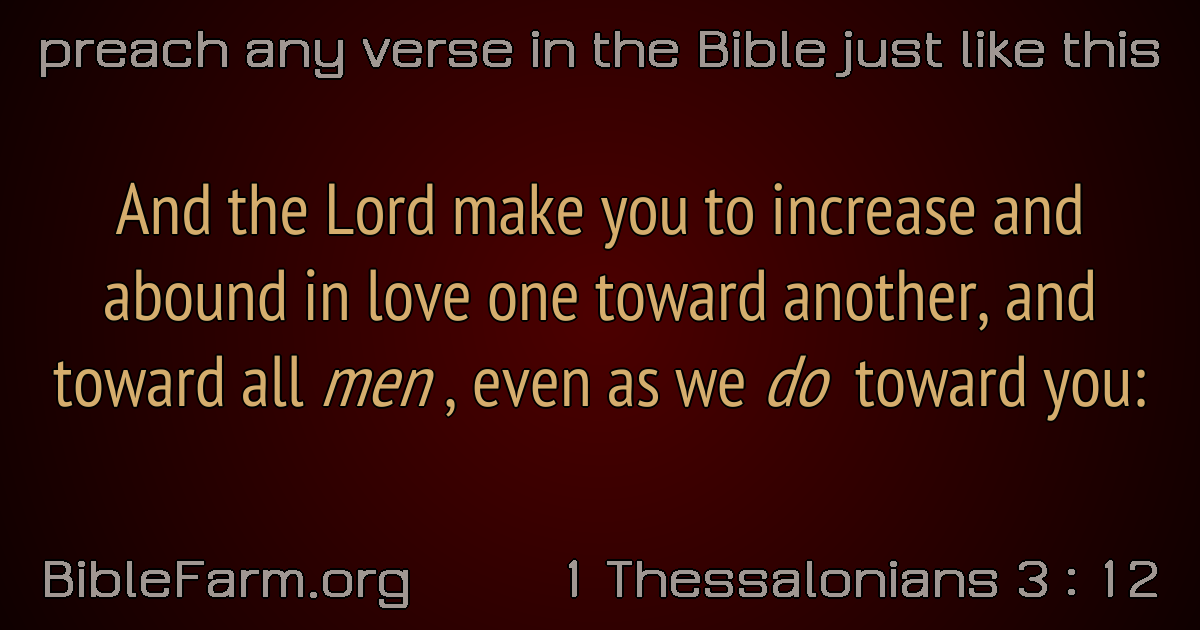 preach any verse in the Bible just like this
And the Lord make you to increase and
abound in love one toward another, and
toward all men , even as we do toward you:
BibleFarm.org
1 Thessalonians 3 : 12